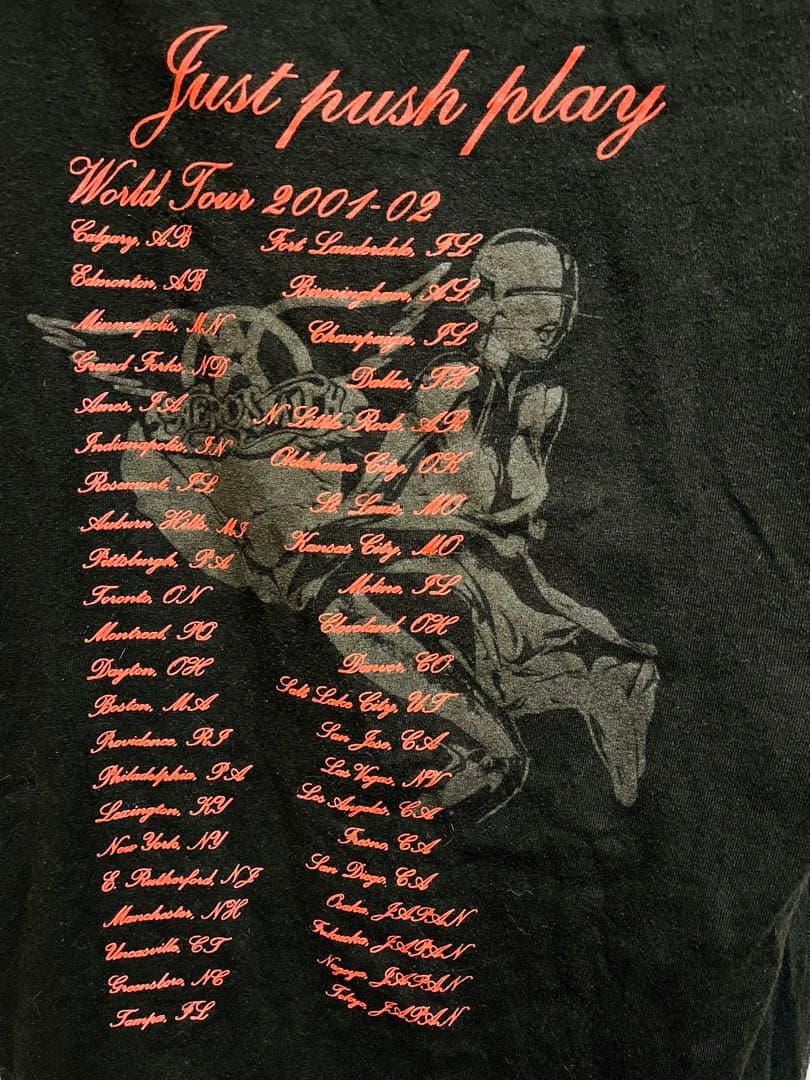 Just push play
World Tour 2001-02
Calgary, AB
Edmonton, AB
Minneapolis, MN
Grand Forks, ND
Ames, IA
Indianapolis, IN
Rosemont, IL
Auburn Hills, MI
Pittsburgh, PA
Toronto, ON
Montreal, PQ
Dayton, OH
Boston, MA
Providence, RI
Philadelphia, PA
Lexington, KY
New York, NY
E. Rutherford, NJ
Manchester, NH
Uncasville, CT
Greensboro, NC
Tampa, FL
Fort Lauderdale, FL
Birmingham, AL
Champaign, IL
Dallas, TX
N. Little Rock, AR
Oklahoma City, OK
St. Louis, MO
Kansas City, MO
Moline, IL
Cleveland, OH
Denver, CO
Salt Lake City, UT
San Jose, CA
Las Vegas, NV
Los Angeles, CA
Fresno, CA
San Diego, CA
Osaka, JAPAN
Fukuoka, JAPAN
Nagoya, JAPAN
Tokyo, JAPAN
AEROSMITH